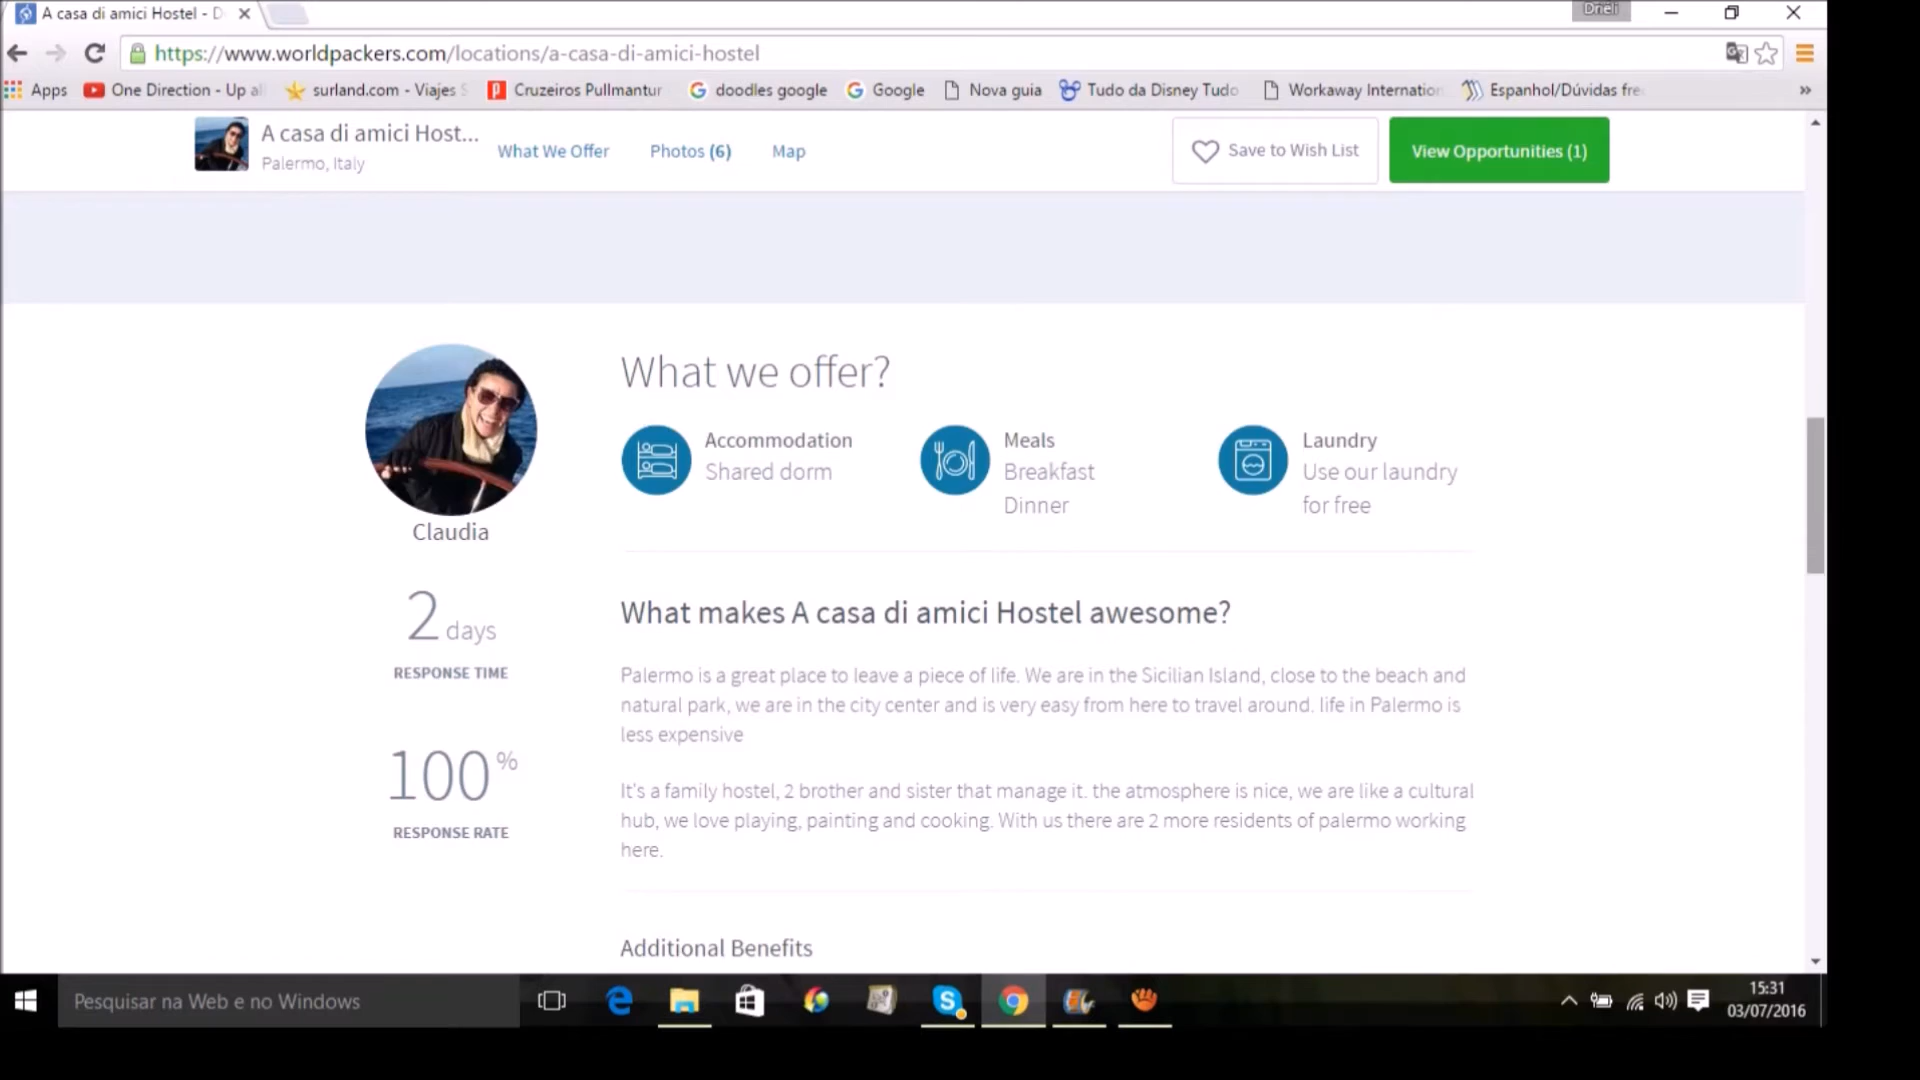 A casa di amici Hostel - D
Drieli
https://www.worldpackers.com/locations/a-casa-di-amici-hostel
Apps One Direction - Up al surland.com - Viajes S Cruzeiros Pullmantur doodles google Google Nova guia Tudo da Disney Tudo Workaway Internation Espanhol/Dúvidas fre »
A casa di amici Host...
Palermo, Italy
What We Offer Photos (6) Map
Save to Wish List
View Opportunities (1)
What we offer?
Accommodation
Shared dorm
Meals
Breakfast
Dinner
Laundry
Use our laundry
for free
Claudia
2 days
RESPONSE TIME
100 %
RESPONSE RATE
What makes A casa di amici Hostel awesome?
Palermo is a great place to leave a piece of life. We are in the Sicilian Island, close to the beach and
natural park, we are in the city center and is very easy from here to travel around. life in Palermo is
less expensive
It's a family hostel, 2 brother and sister that manage it. the atmosphere is nice, we are like a cultural
hub, we love playing, painting and cooking. With us there are 2 more residents of palermo working
here.
Additional Benefits
Pesquisar na Web e no Windows
15:31
03/07/2016